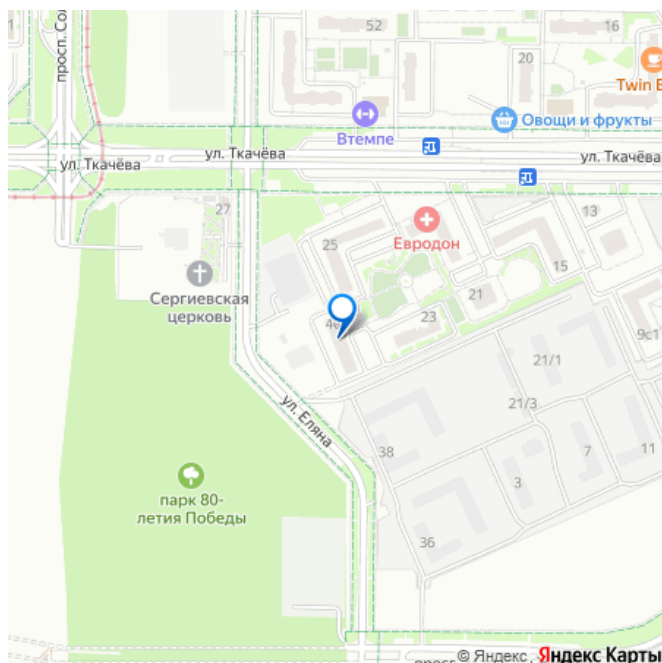 52
16
20
Twin
Втемпе
Овощи и фрукты
ул. Ткачёва
ул. Ткачёва
ул. Ткачёва
27
25
13
Евродон
15
Сергиевская
церковь
21
23
21/1
9с1
21/3
ул. Еляна
38
7
11
3
парк 80-
летия Победы
36
© Яндекс
Яндекс Карты